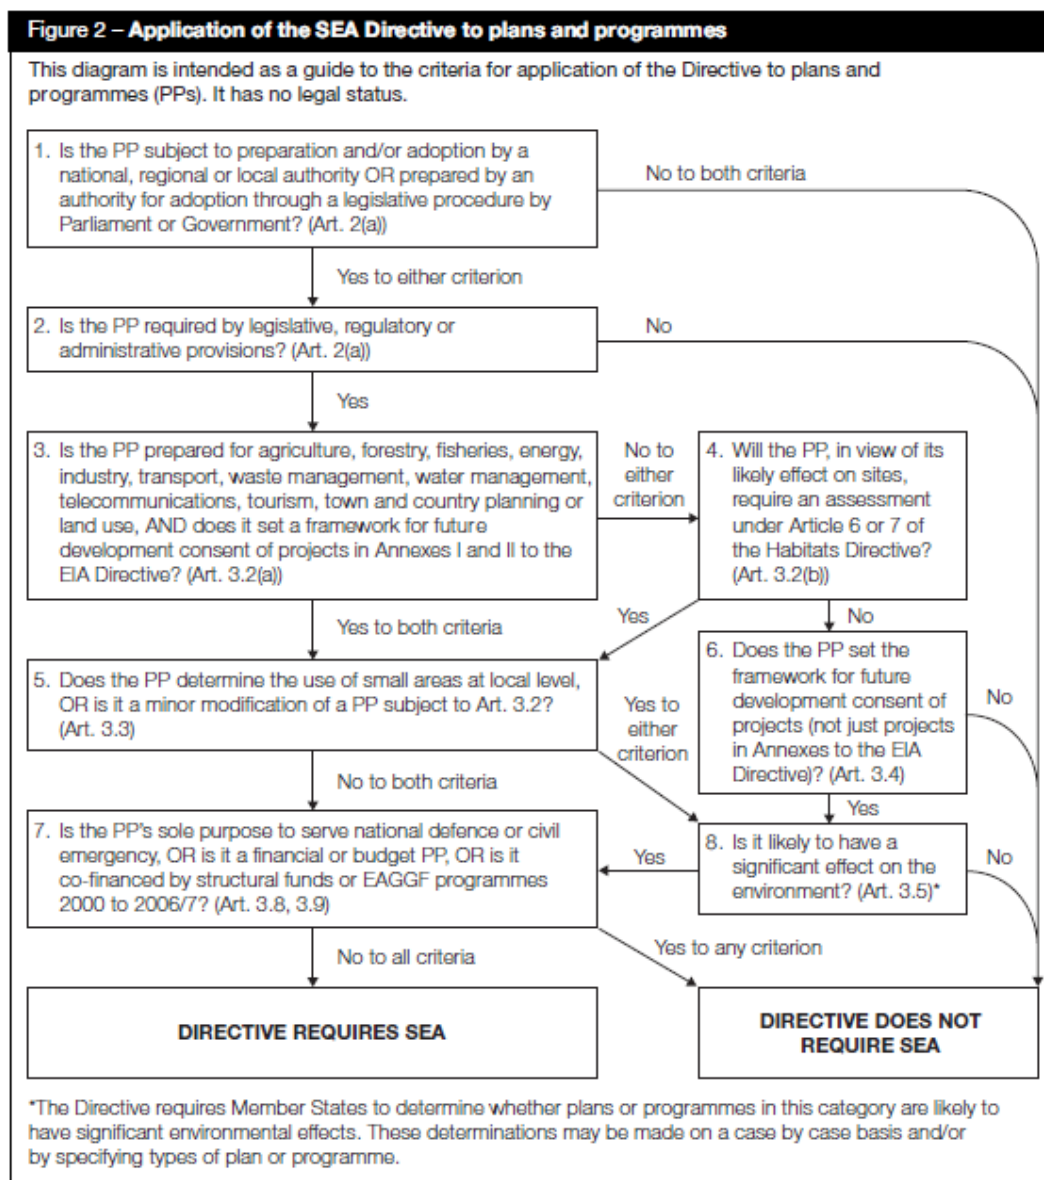 Figure 2 – Application of the SEA Directive to plans and programmes
This diagram is intended as a guide to the criteria for application of the Directive to plans and
programmes (PPs). It has no legal status.
1. Is the PP subject to preparation and/or adoption by a
national, regional or local authority OR prepared by an
authority for adoption through a legislative procedure by
Parliament or Government? (Art. 2(a))
No to both criteria
Yes to either criterion
2. Is the PP required by legislative, regulatory or
administrative provisions? (Art. 2(a))
No
Yes
3. Is the PP prepared for agriculture, forestry, fisheries, energy,
industry, transport, waste management, water management,
telecommunications, tourism, town and country planning or
land use, AND does it set a framework for future
development consent of projects in Annexes I and II to the
EIA Directive? (Art. 3.2(a))
No to
either
criterion
4. Will the PP, in view of its
likely effect on sites,
require an assessment
under Article 6 or 7 of
the Habitats Directive?
(Art. 3.2(b))
Yes to both criteria
Yes
No
5. Does the PP determine the use of small areas at local level,
OR is it a minor modification of a PP subject to Art. 3.2?
(Art. 3.3)
Yes to
either
criterion
6. Does the PP set the
framework for future
development consent of
projects (not just projects
in Annexes to the EIA
Directive)? (Art. 3.4)
No
No to both criteria
Yes
7. Is the PP's sole purpose to serve national defence or civil
emergency, OR is it a financial or budget PP, OR is it
co-financed by structural funds or EAGGF programmes
2000 to 2006/7? (Art. 3.8, 3.9)
Yes
8. Is it likely to have a
significant effect on the
environment? (Art. 3.5)*
No
No to all criteria
Yes to any criterion
DIRECTIVE REQUIRES SEA
DIRECTIVE DOES NOT
REQUIRE SEA
*The Directive requires Member States to determine whether plans or programmes in this category are likely to
have significant environmental effects. These determinations may be made on a case by case basis and/or
by specifying types of plan or programme.